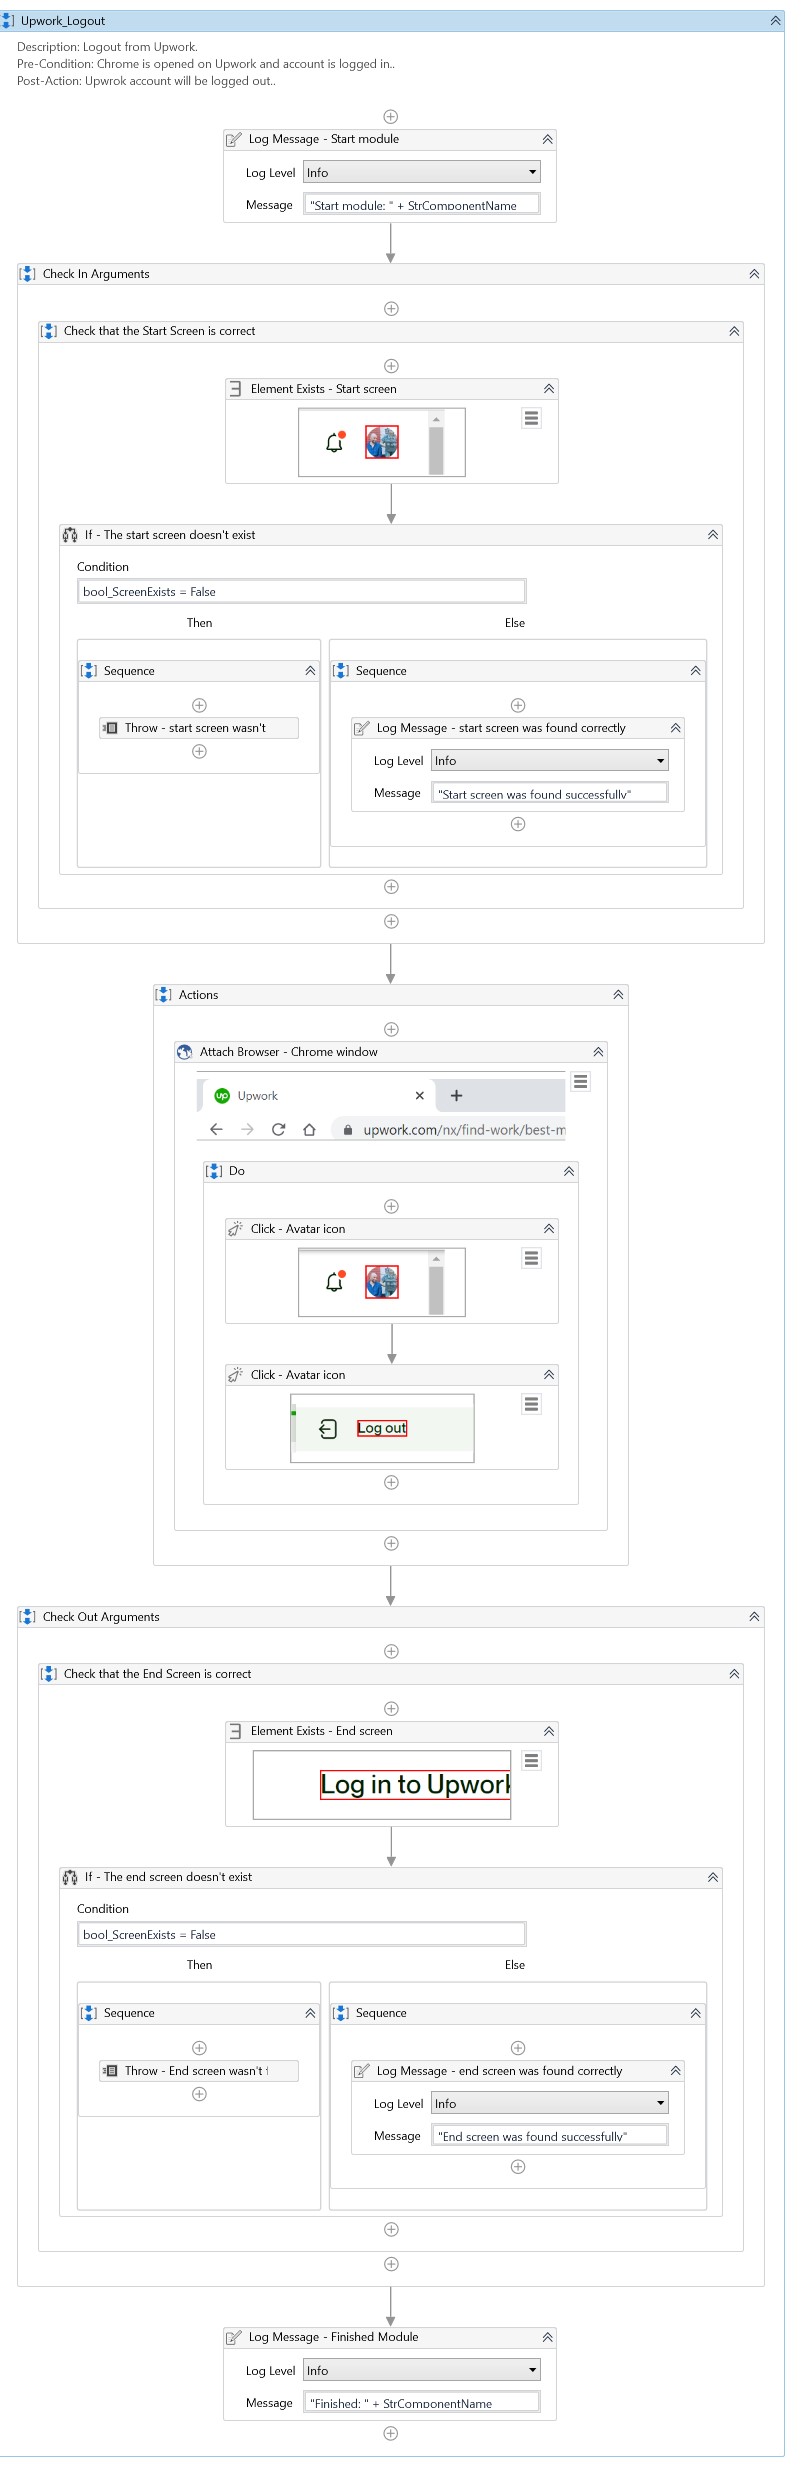 Upwork_Logout
Description: Logout from Upwork.
Pre-Condition: Chrome is opened on Upwork and account is logged in..
Post-Action: Upwrok account will be logged out..
Log Message - Start module
Log Level Info
Message "Start module: " + StrComponentName
Check In Arguments
Check that the Start Screen is correct
Element Exists - Start screen
If - The start screen doesn't exist
Condition
bool_ScreenExists = False
Then Else
Sequence Sequence
Throw - start screen wasn't Log Message - start screen was found correctly
Log Level Info
Message "Start screen was found successfully"
Actions
Attach Browser - Chrome window
up Upwork
upwork.com/nx/find-work/best-m
Do
Click - Avatar icon
Click - Avatar icon
Log out
Check Out Arguments
Check that the End Screen is correct
Element Exists - End screen
Log in to Upwork
If - The end screen doesn't exist
Condition
bool_ScreenExists = False
Then Else
Sequence Sequence
Throw - End screen wasn't Log Message - end screen was found correctly
Log Level Info
Message "End screen was found successfully"
Log Message - Finished Module
Log Level Info
Message "Finished: " + StrComponentName